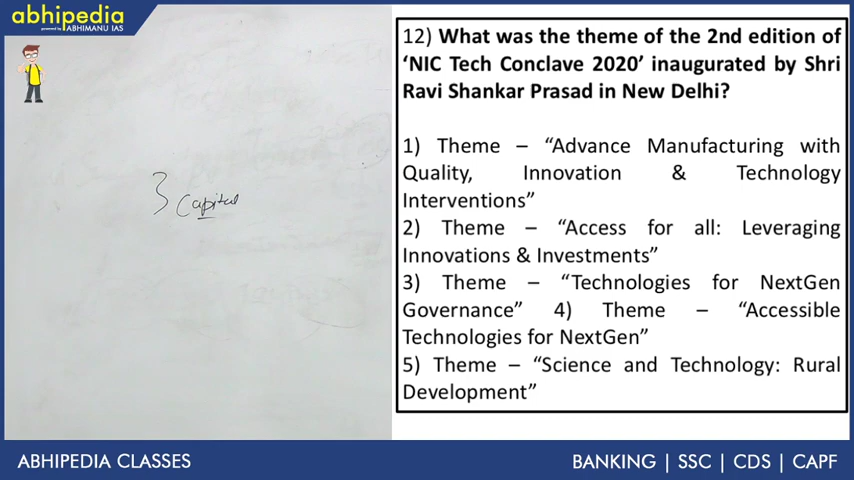 abhipedia
powered by ABHIMANU IAS
3 Capital
12) What was the theme of the 2nd edition of
‘NIC Tech Conclave 2020’ inaugurated by Shri
Ravi Shankar Prasad in New Delhi?
1) Theme – “Advance Manufacturing with
Quality, Innovation & Technology
Interventions”
2) Theme – “Access for all: Leveraging
Innovations & Investments”
3) Theme – “Technologies for NextGen
Governance” 4) Theme – “Accessible
Technologies for NextGen”
5) Theme – “Science and Technology: Rural
Development”
ABHIPEDIA CLASSES
BANKING | SSC | CDS | CAPF